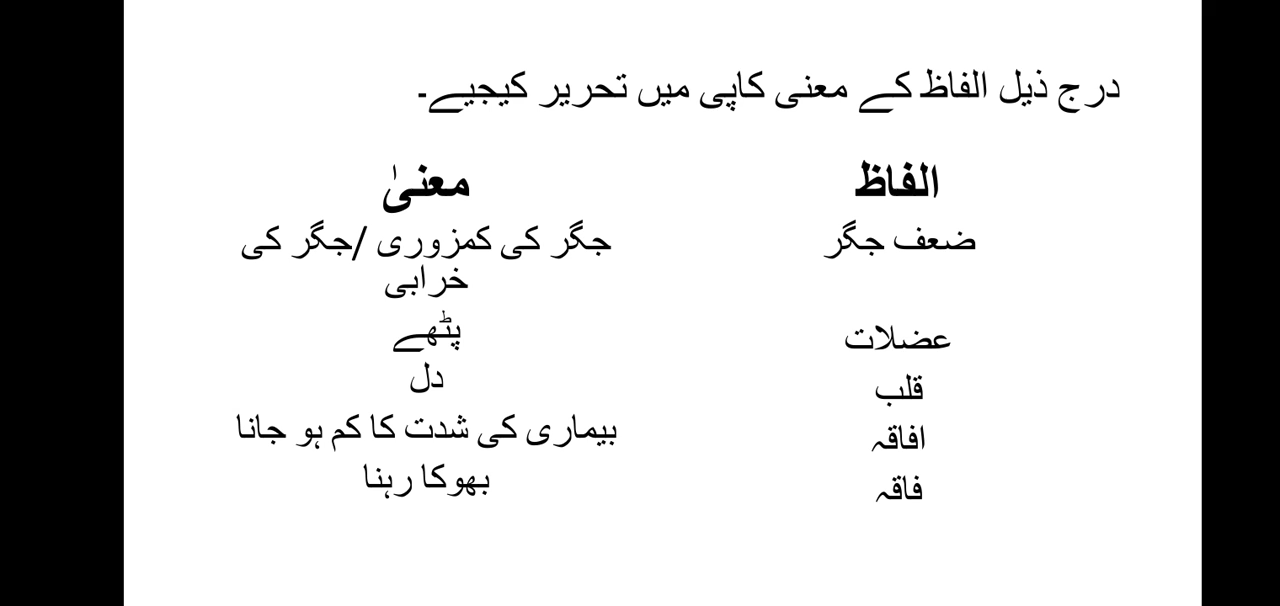 درج ذیل الفاظ کے معنی کاپی میں تحریر کیجیے۔
الفاظ معنیٰ
ضعف جگر جگر کی کمزوری /جگر کی
خرابی
عضلات پٹھے
قلب دل
افاقہ بیماری کی شدت کا کم ہو جانا
فاقہ بھوکا رہنا